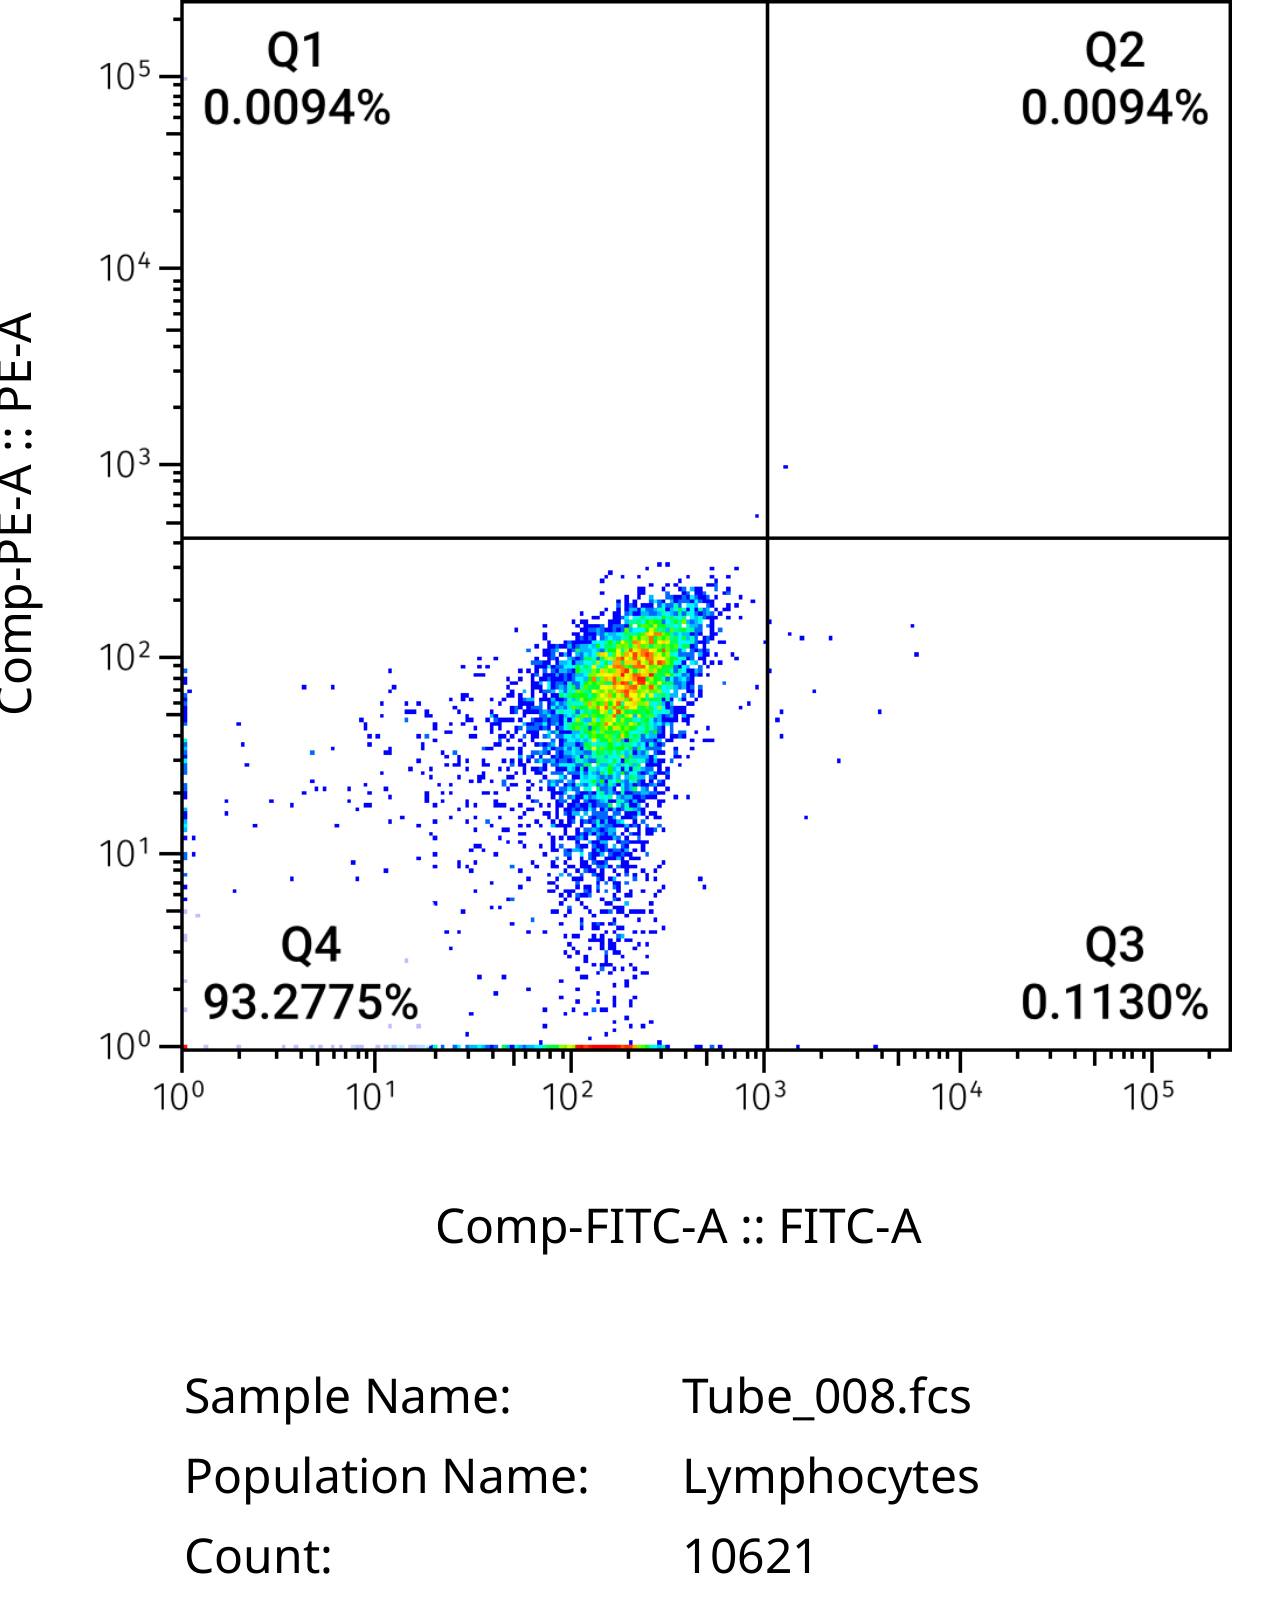 Q1
0.0094%
Q2
0.0094%
10⁵
10⁴
10³
10²
10¹
10⁰
Comp-PE-A :: PE-A
Q4
93.2775%
Q3
0.1130%
10⁰ 10¹ 10² 10³ 10⁴ 10⁵
Comp-FITC-A :: FITC-A
Sample Name: Tube_008.fcs
Population Name: Lymphocytes
Count: 10621